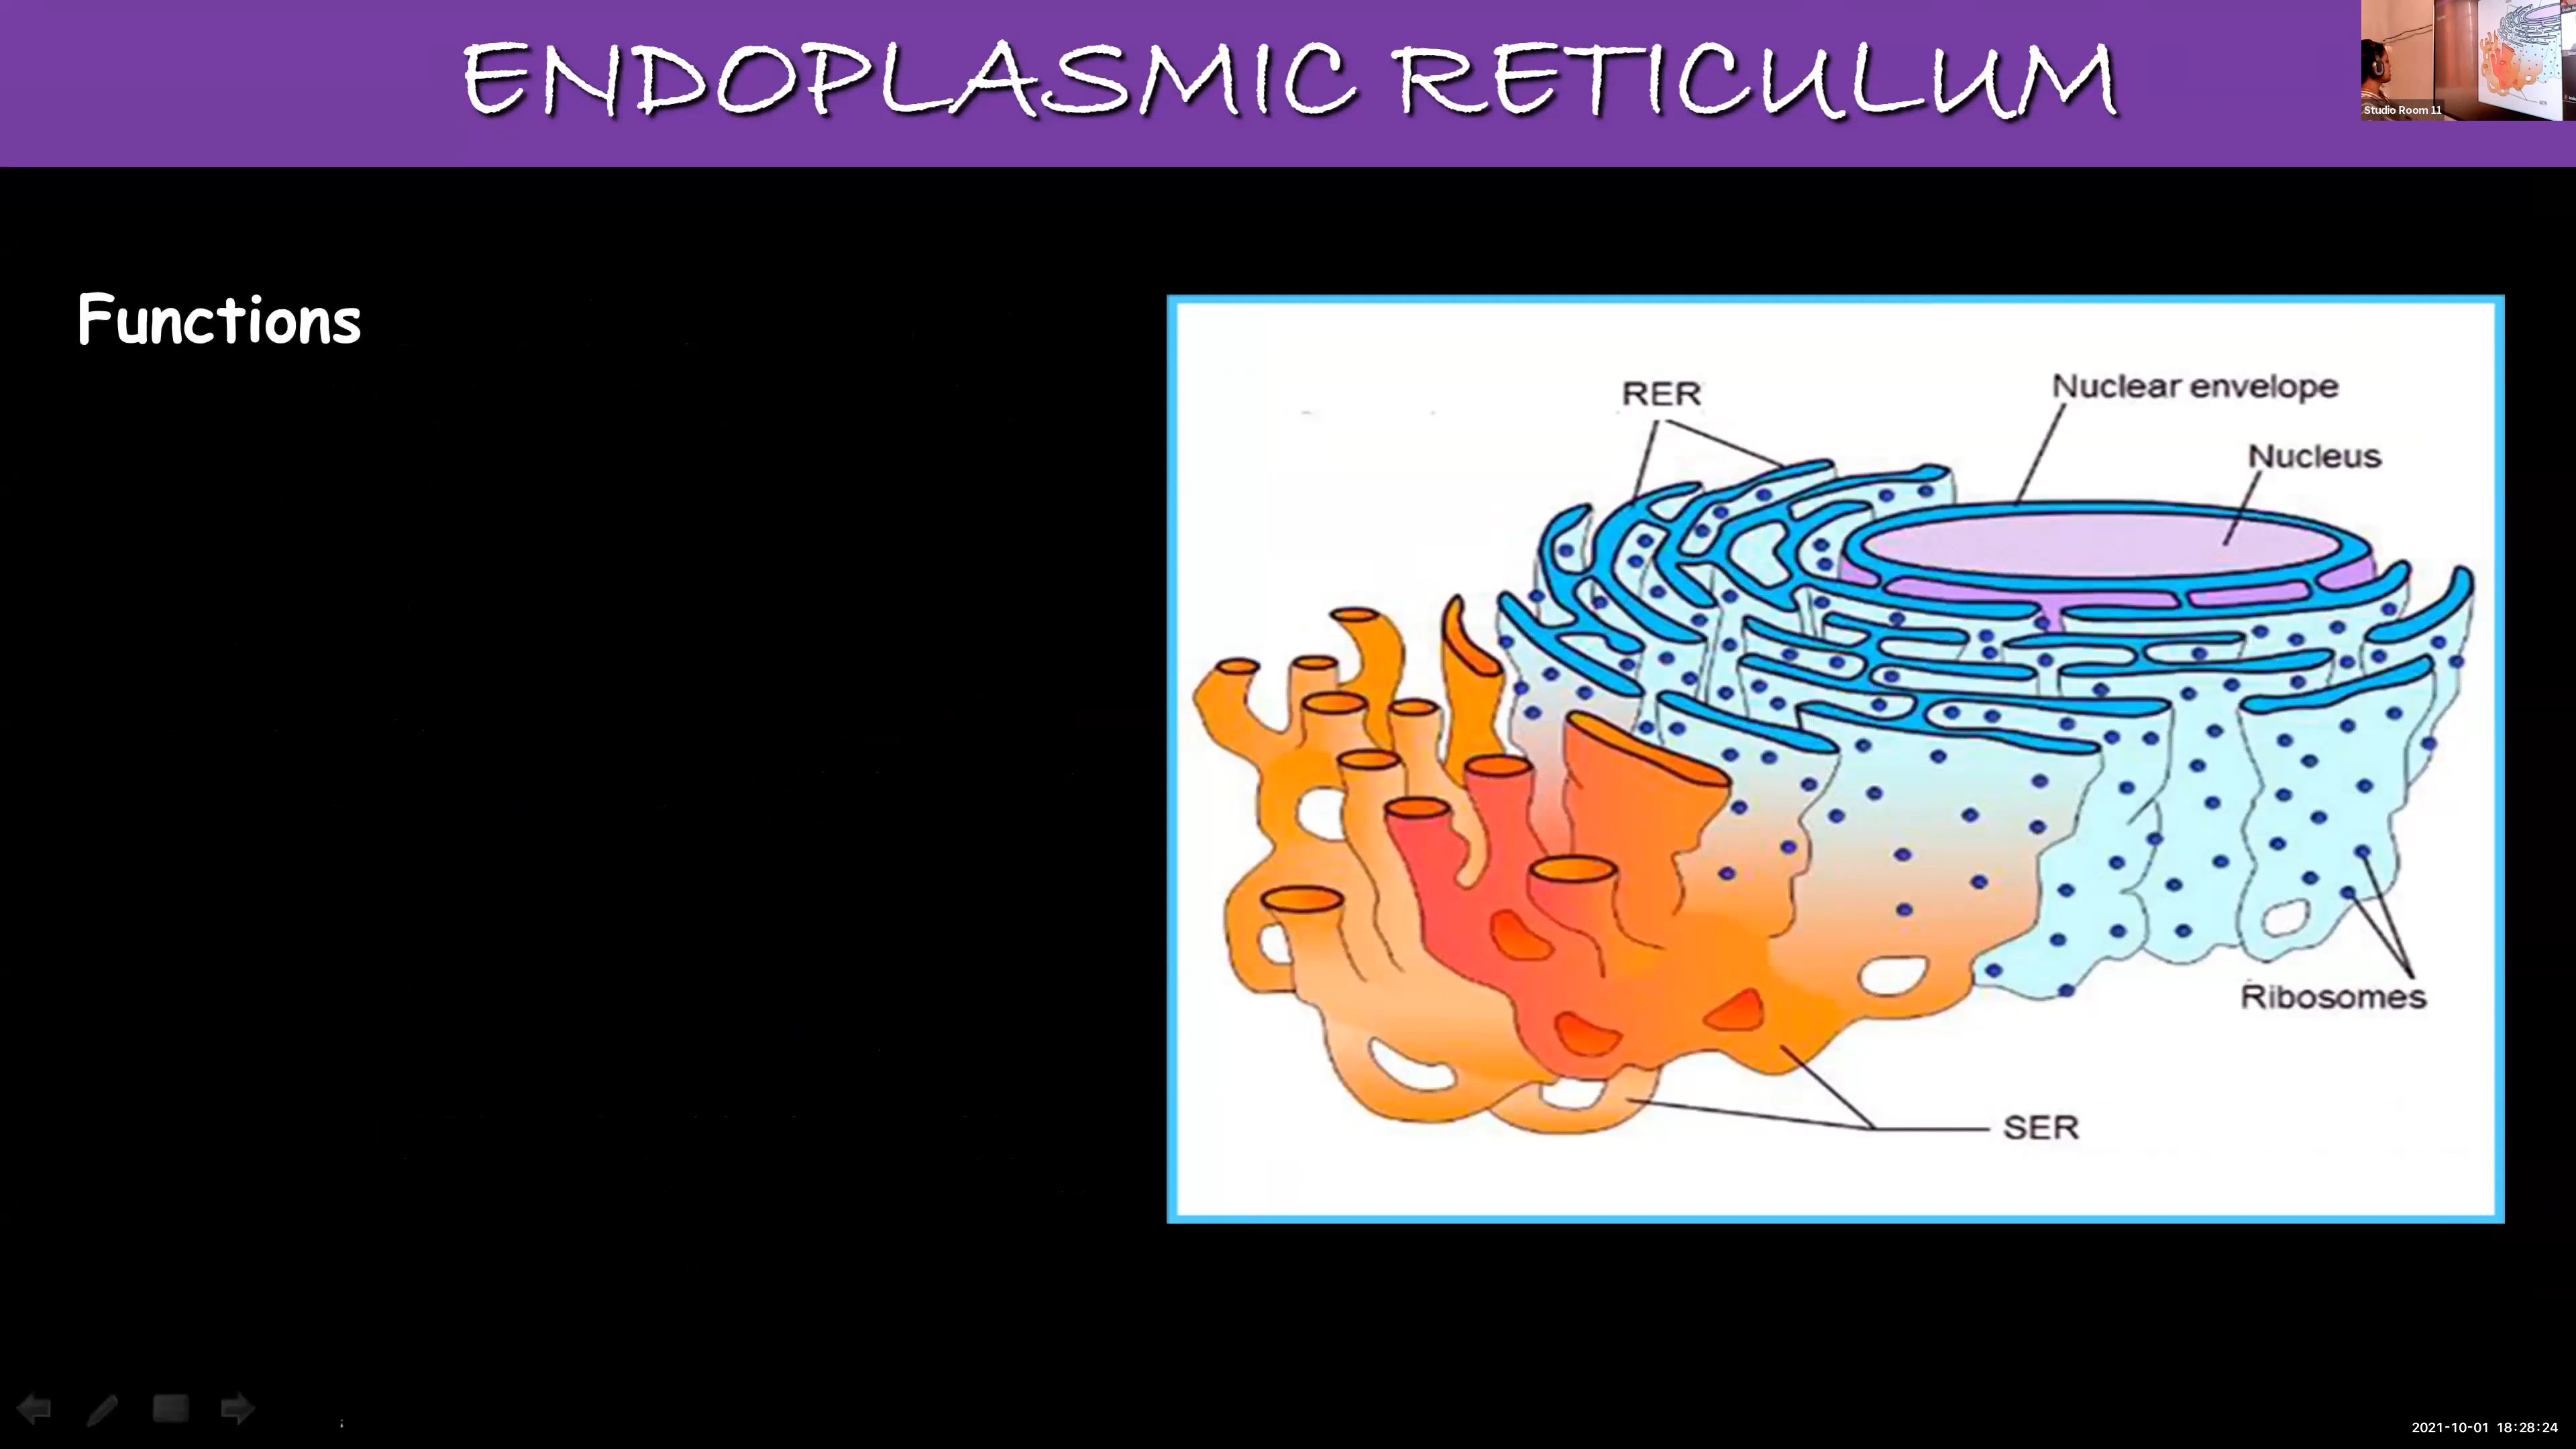 ENDOPLASMIC RETICULUM
Studio Room 11
Functions
RER
Nuclear envelope
Nucleus
Ribosomes
SER
2021-10-01 18:28:24